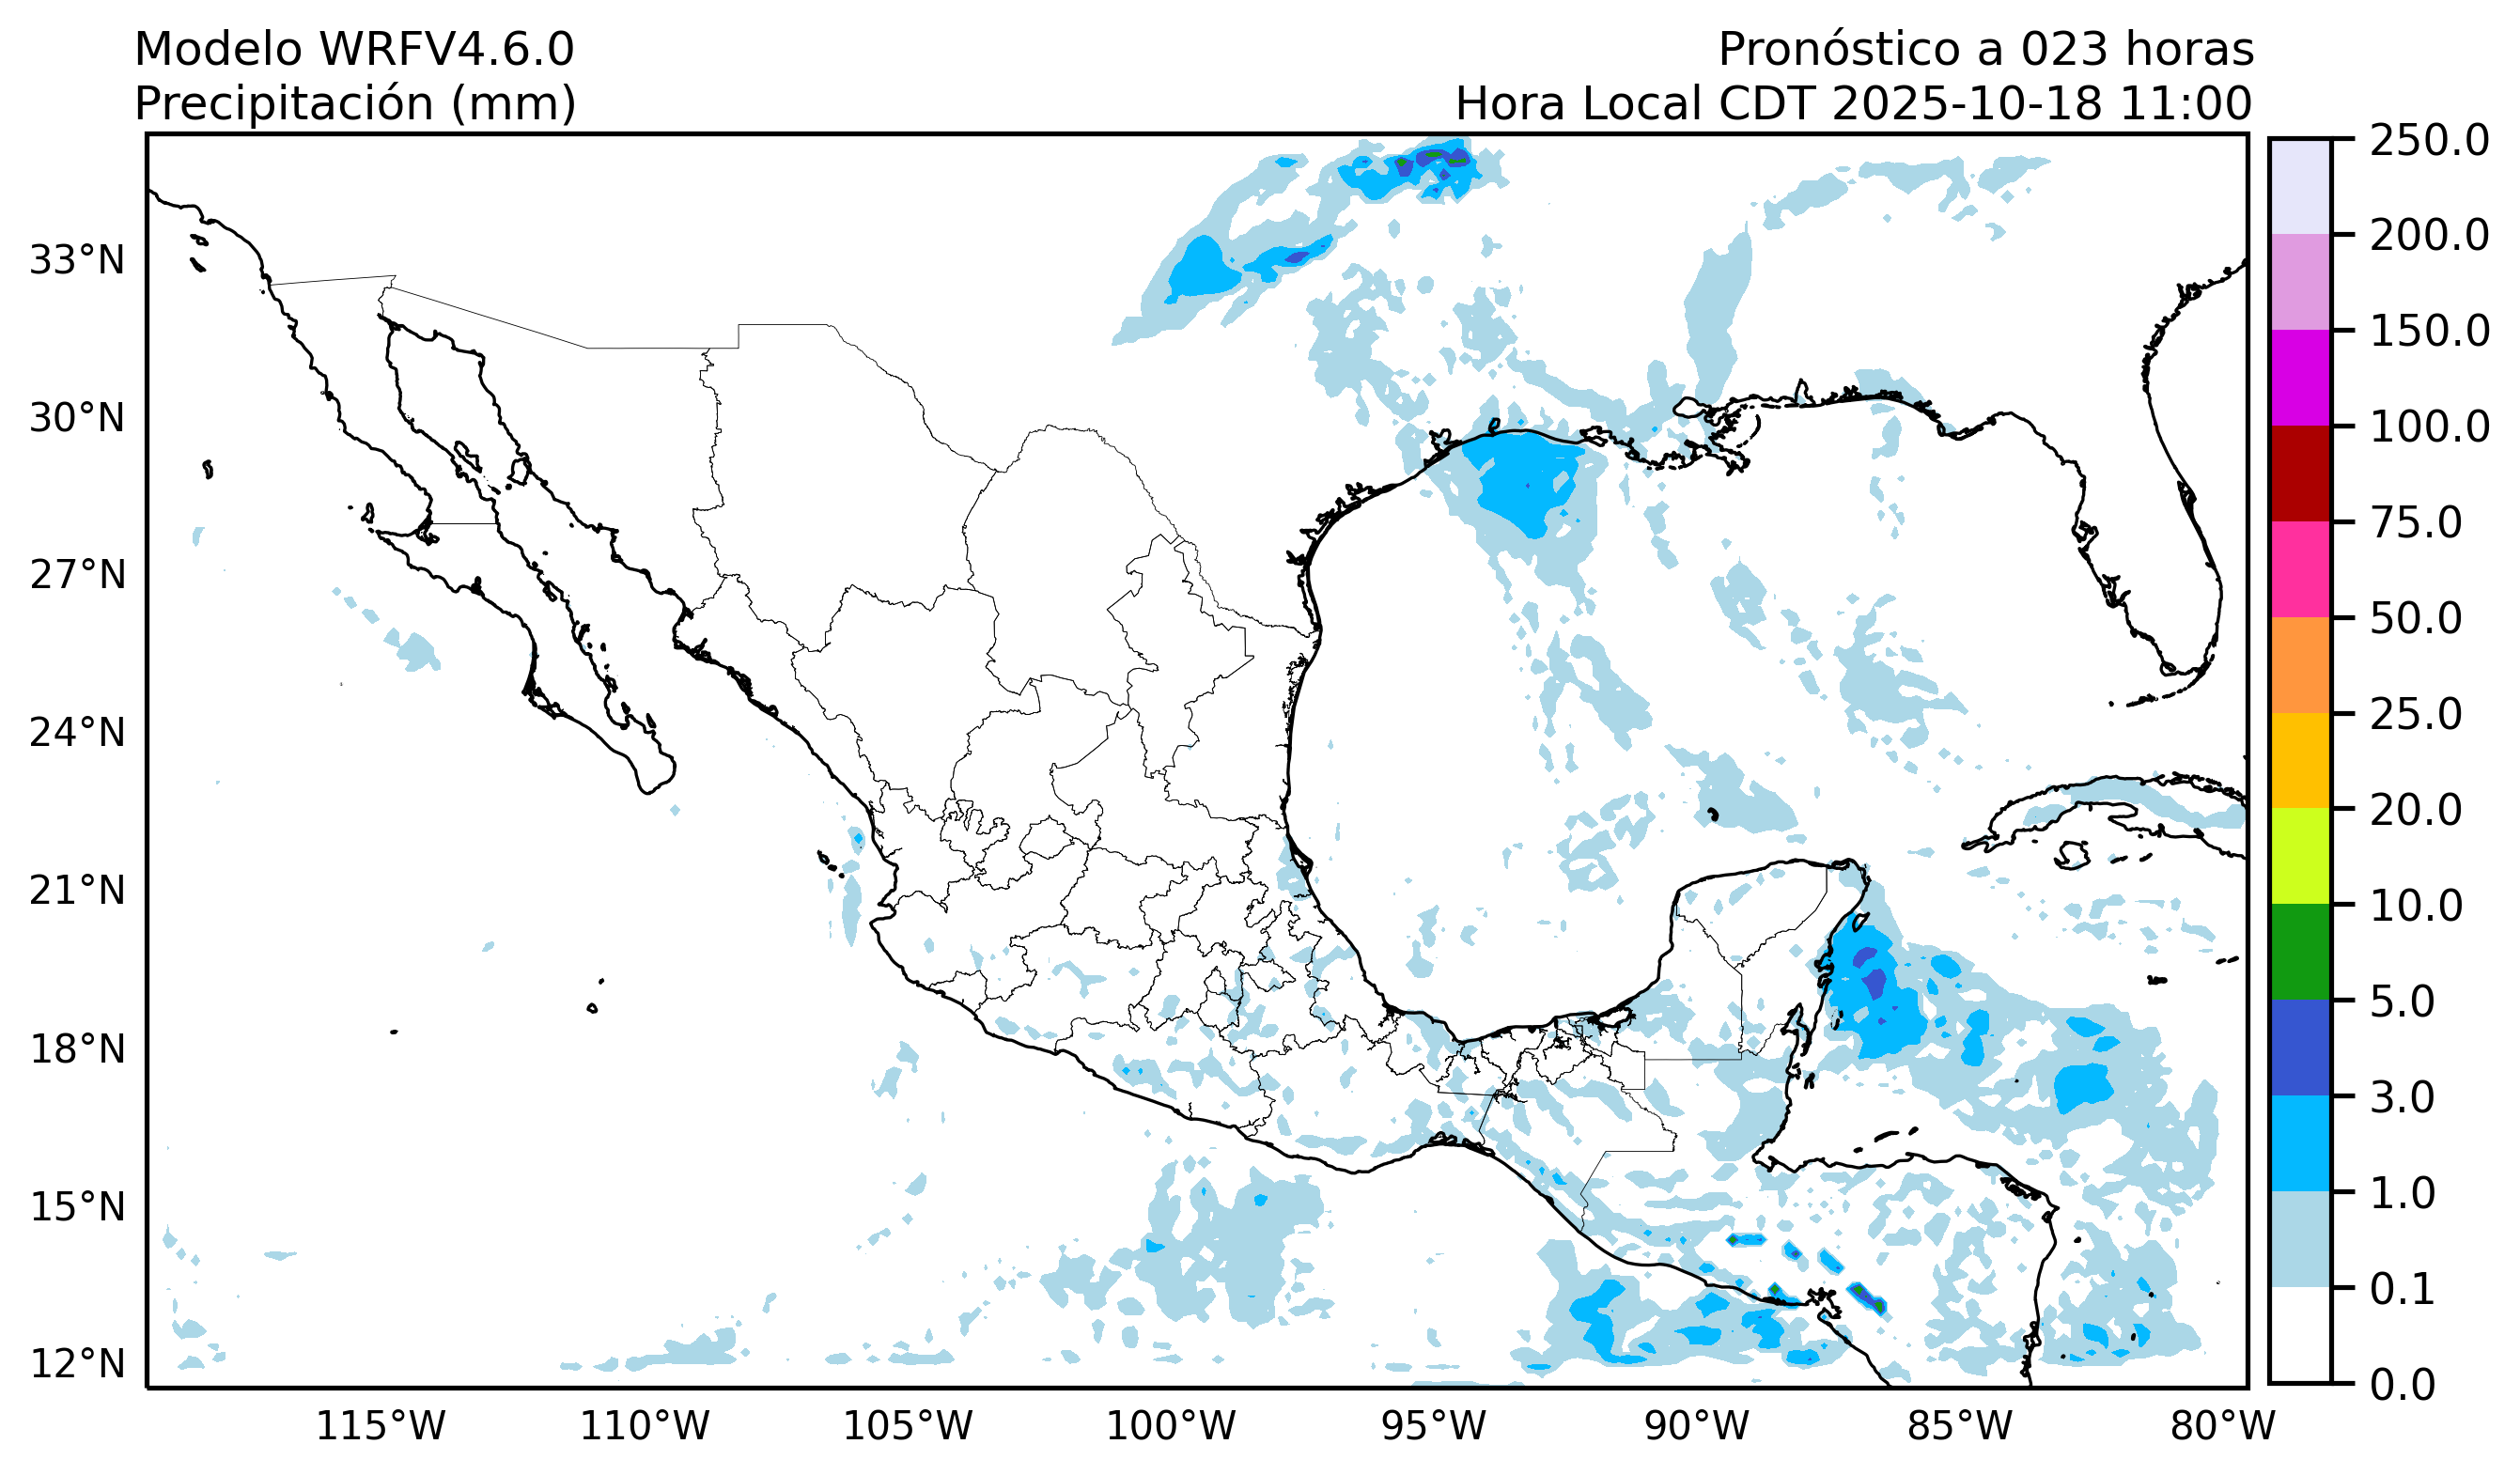 Modelo WRFV4.6.0
Precipitación (mm)
Pronóstico a 023 horas
Hora Local CDT 2025-10-18 11:00
33°N
30°N
27°N
24°N
21°N
18°N
15°N
12°N
115°W
110°W
105°W
100°W
95°W
90°W
85°W
80°W
250.0
200.0
150.0
100.0
75.0
50.0
25.0
20.0
10.0
5.0
3.0
1.0
0.1
0.0